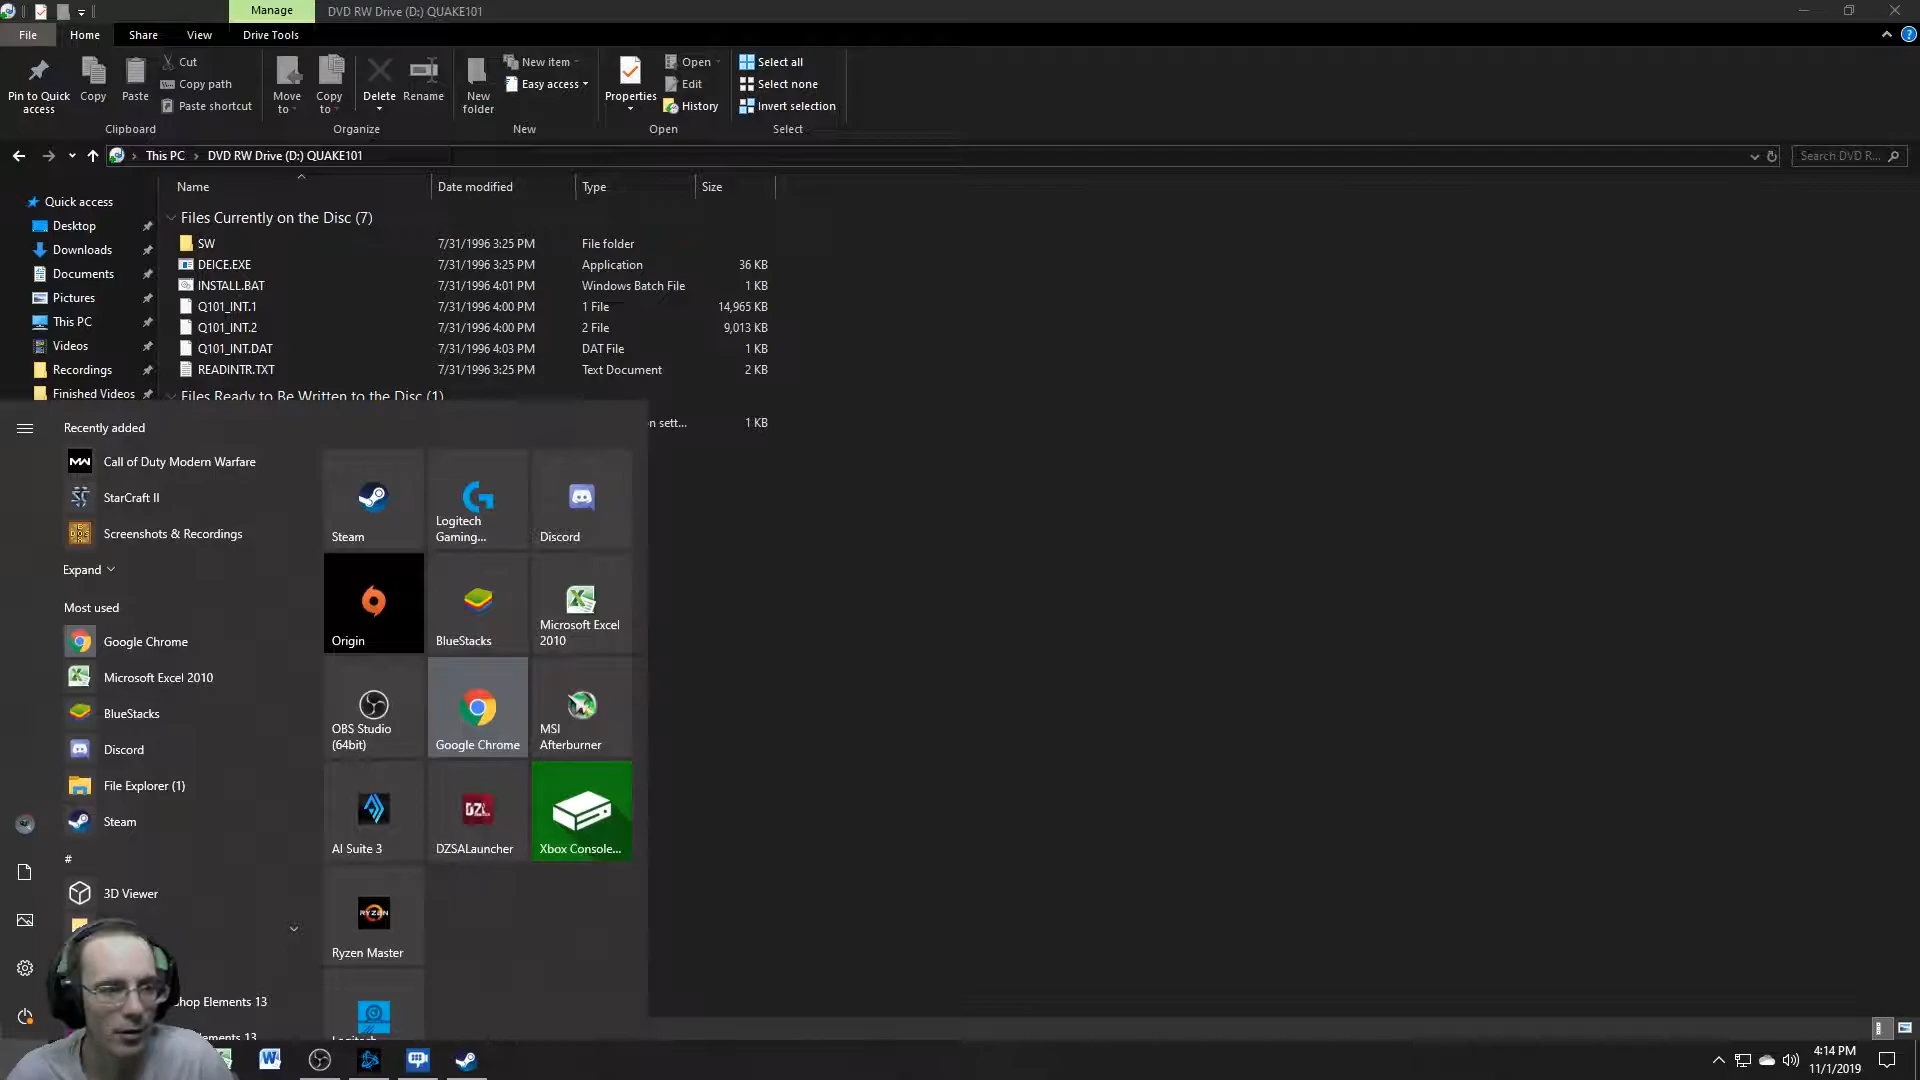 Manage
DVD RW Drive (D:) QUAKE101
File
Home
Share
View
Drive Tools
Pin to Quick
access
Copy
Paste
Cut
Copy path
Paste shortcut
Clipboard
Move
to
Copy
to
Delete
Rename
Organize
New
folder
New item
Easy access
New
Properties
Open
Edit
History
Open
Select all
Select none
Invert selection
Select
This PC
DVD RW Drive (D:) QUAKE101
Search DVD R...
Name
Date modified
Type
Size
Quick access
Desktop
Downloads
Documents
Pictures
This PC
Videos
Recordings
Finished Videos
Files Currently on the Disc (7)
SW 7/31/1996 3:25 PM File folder
DEICE.EXE 7/31/1996 3:25 PM Application 36 KB
INSTALL.BAT 7/31/1996 4:01 PM Windows Batch File 1 KB
Q101_INT.1 7/31/1996 4:00 PM 1 File 14,965 KB
Q101_INT.2 7/31/1996 4:00 PM 2 File 9,013 KB
Q101_INT.DAT 7/31/1996 4:03 PM DAT File 1 KB
READINTR.TXT 7/31/1996 3:25 PM Text Document 2 KB
Files Ready to Be Written to the Disc (1)
n sett... 1 KB
Recently added
MW
Call of Duty Modern Warfare
StarCraft II
Screenshots & Recordings
Expand
Most used
Google Chrome
Microsoft Excel 2010
BlueStacks
Discord
File Explorer (1)
Steam
#
3D Viewer
shop Elements 13
lements 13
Steam
Logitech
Gaming...
Discord
Origin
BlueStacks
Microsoft Excel
2010
OBS Studio
(64bit)
Google Chrome
MSI
Afterburner
AI Suite 3
DZL
DZSALauncher
Xbox Console...
RYZEN
Ryzen Master
Logitech
4:14 PM
11/1/2019